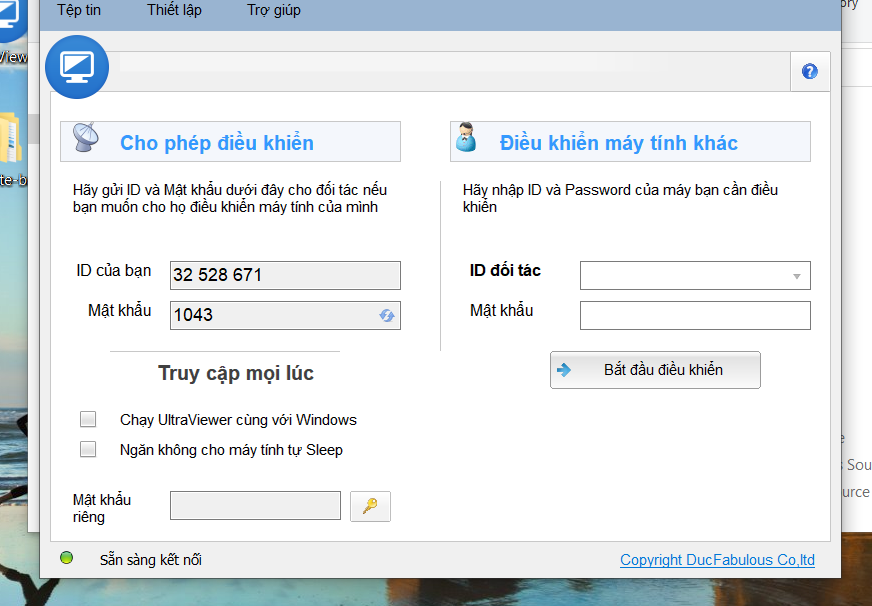 Tệp tin Thiết lập Trợ giúp
Cho phép điều khiển
Hãy gửi ID và Mật khẩu dưới đây cho đối tác nếu
bạn muốn cho họ điều khiển máy tính của mình
ID của bạn 32 528 671
Mật khẩu 1043
Truy cập mọi lúc
Chạy UltraViewer cùng với Windows
Ngăn không cho máy tính tự Sleep
Mật khẩu
riêng
Điều khiển máy tính khác
Hãy nhập ID và Password của máy bạn cần điều
khiển
ID đối tác
Mật khẩu
Bắt đầu điều khiển
Sẵn sàng kết nối
Copyright DucFabulous Co,ltd